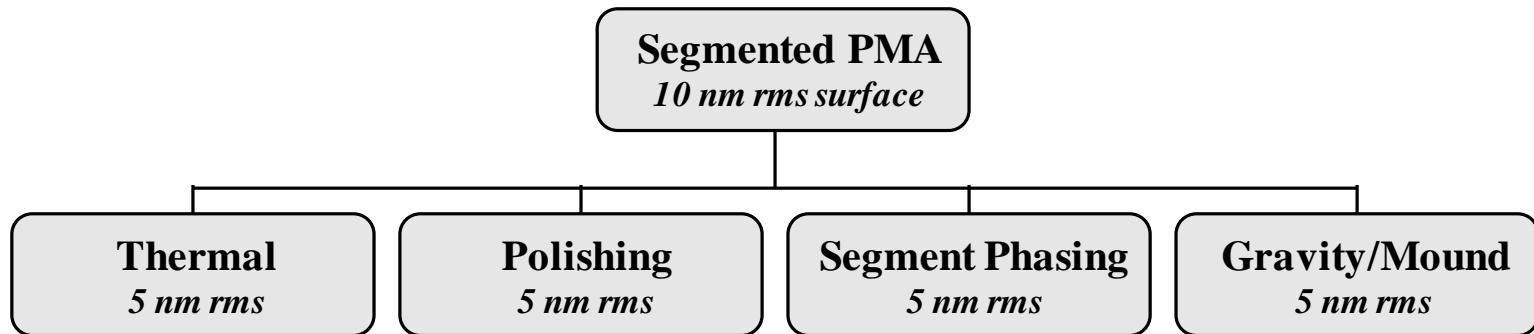 Segmented PMA
10 nm rms surface
Thermal
5 nm rms
Polishing
5 nm rms
Segment Phasing
5 nm rms
Gravity/Mound
5 nm rms